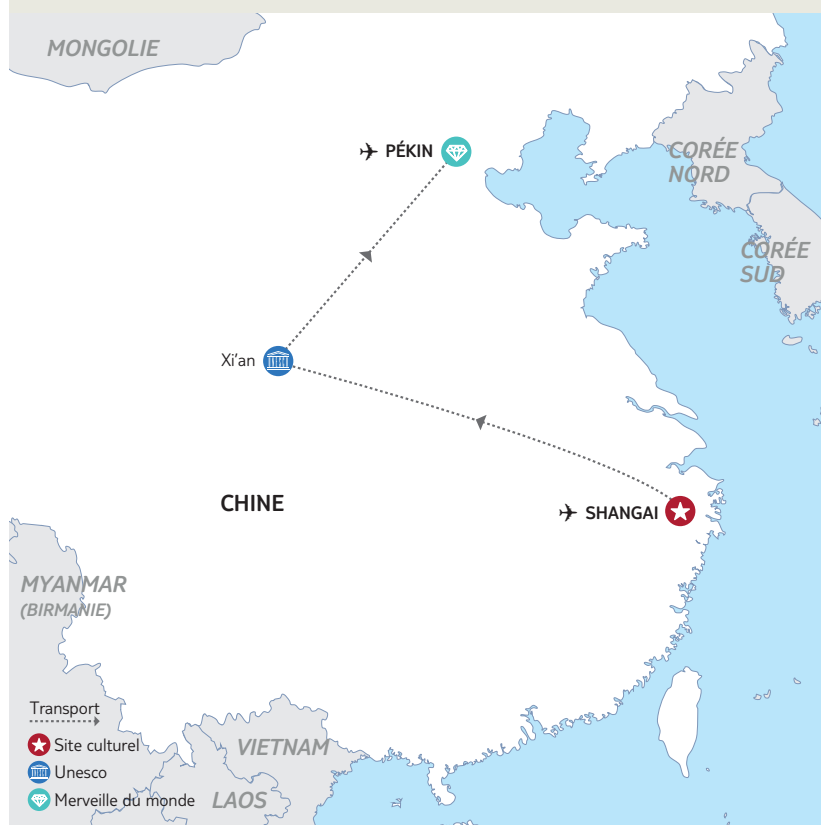 MONGOLIE
PÉKIN
CORÉE
NORD
CORÉE
SUD
Xi'an
CHINE
SHANGAI
MYANMAR
(BIRMANIE)
Transport
Site culturel
VIETNAM
Unesco
Merveille du monde
LAOS